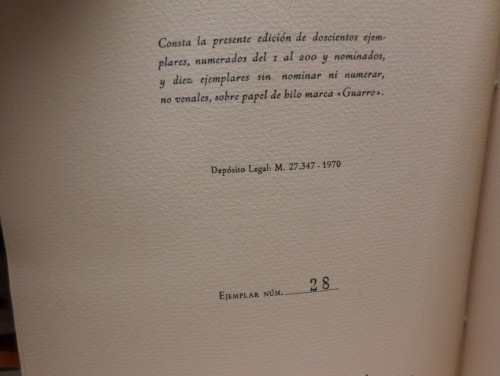 Consta la presente edición de doscientos ejem-
plares, numerados del 1 al 200 y nominados,
y diez ejemplares sin nominar ni numerar,
no venales, sobre papel de hilo marca «Guarro».
Depósito Legal: M. 27.347 - 1970
Ejemplar núm. 28